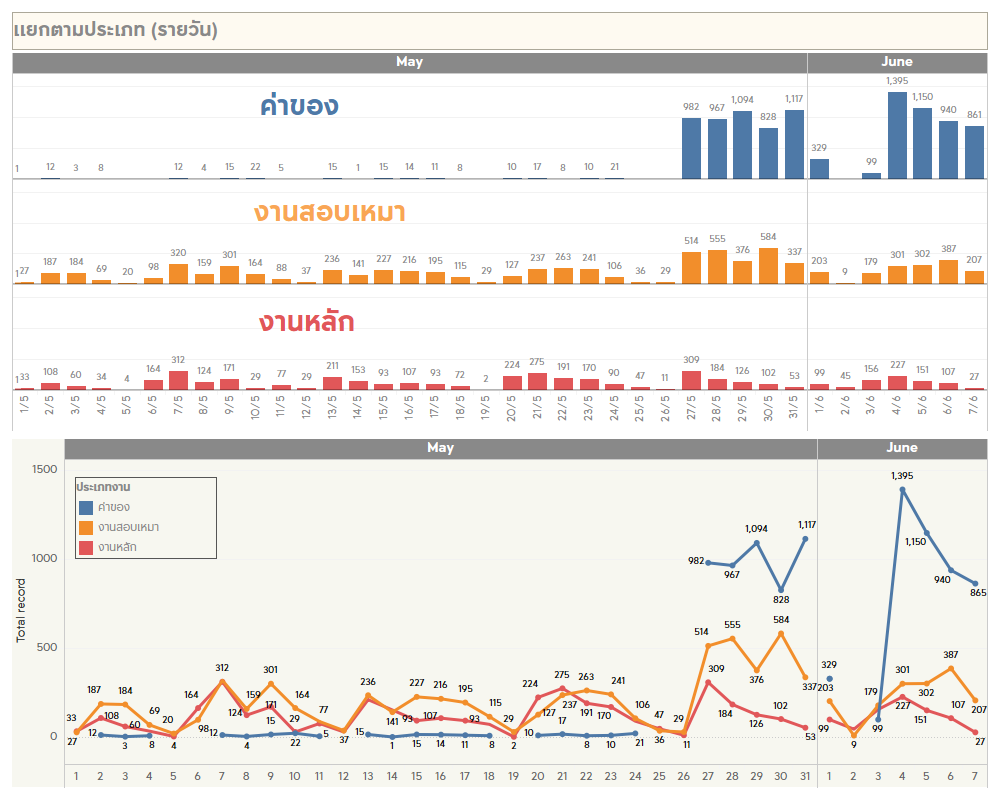 แยกตามประเภท (รายวัน)
May June
ค่าของ
1 12 3 8 12 4 15 22 5 15 1 15 14 11 8 10 17 8 10 21 982 967 1,094 828 1,117 329 99 1,395 1,150 940 861
งานสอบเหมา
1 27 187 184 69 20 98 320 159 301 164 88 37 236 141 227 216 195 115 29 127 237 263 241 106 36 29 514 555 376 584 337 203 9 179 301 302 387 207
งานหลัก
1 33 108 60 34 4 164 312 124 171 29 77 29 211 153 93 107 93 72 2 224 275 191 170 90 47 11 309 184 126 102 53 99 45 156 227 151 107 27
1/5 2/5 3/5 4/5 5/5 6/5 7/5 8/5 9/5 10/5 11/5 12/5 13/5 14/5 15/5 16/5 17/5 18/5 19/5 20/5 21/5 22/5 23/5 24/5 25/5 26/5 27/5 28/5 29/5 30/5 31/5 1/6 2/6 3/6 4/6 5/6 6/6 7/6
May June
Total record
1500
1000
500
0
ประเภทงาน
ค่าของ
งานสอบเหมา
งานหลัก
33 27 187 12 108 184 60 3 69 8 20 4 164 98 312 12 124 159 4 301 171 15 164 29 22 77 5 37 236 15 141 1 227 93 15 216 107 14 195 93 11 115 8 29 2 224 127 10 275 237 17 263 191 8 241 170 10 106 21 47 36 29 11 982 514 309 967 555 184 1,094 376 126 828 584 102 1,117 337 53 329 203 99 9 179 99 1,395 301 227 1,150 302 151 940 387 107 865 207 27
1 2 3 4 5 6 7 8 9 10 11 12 13 14 15 16 17 18 19 20 21 22 23 24 25 26 27 28 29 30 31 1 2 3 4 5 6 7